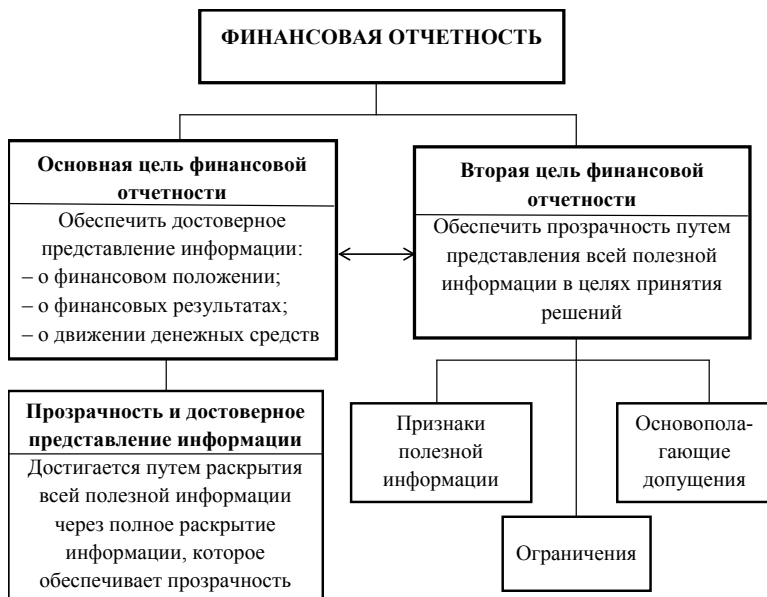 ФИНАНСОВАЯ ОТЧЕТНОСТЬ
Основная цель финансовой
отчетности
Обеспечить достоверное
представление информации:
– о финансовом положении;
– о финансовых результатах;
– о движении денежных средств
Вторая цель финансовой
отчетности
Обеспечить прозрачность путем
представления всей полезной
информации в целях принятия
решений
Прозрачность и достоверное
представление информации
Достигается путем раскрытия
всей полезной информации
через полное раскрытие
информации, которое
обеспечивает прозрачность
Признаки
полезной
информации
Основопола-
гающие
допущения
Ограничения